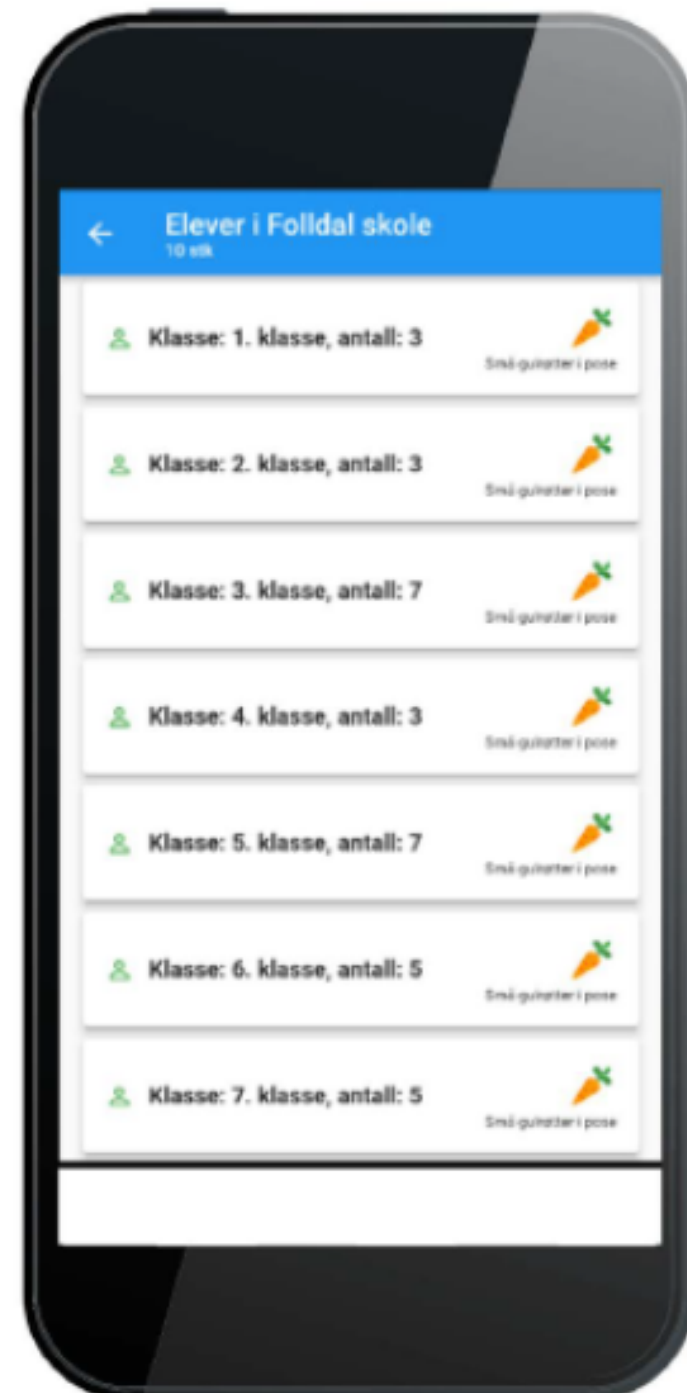 Elever i Folldal skole
10 stk
Klasse: 1. klasse, antall: 3
Små gulrøtter i pose
Klasse: 2. klasse, antall: 3
Små gulrøtter i pose
Klasse: 3. klasse, antall: 7
Små gulrøtter i pose
Klasse: 4. klasse, antall: 3
Små gulrøtter i pose
Klasse: 5. klasse, antall: 7
Små gulrøtter i pose
Klasse: 6. klasse, antall: 5
Små gulrøtter i pose
Klasse: 7. klasse, antall: 5
Små gulrøtter i pose